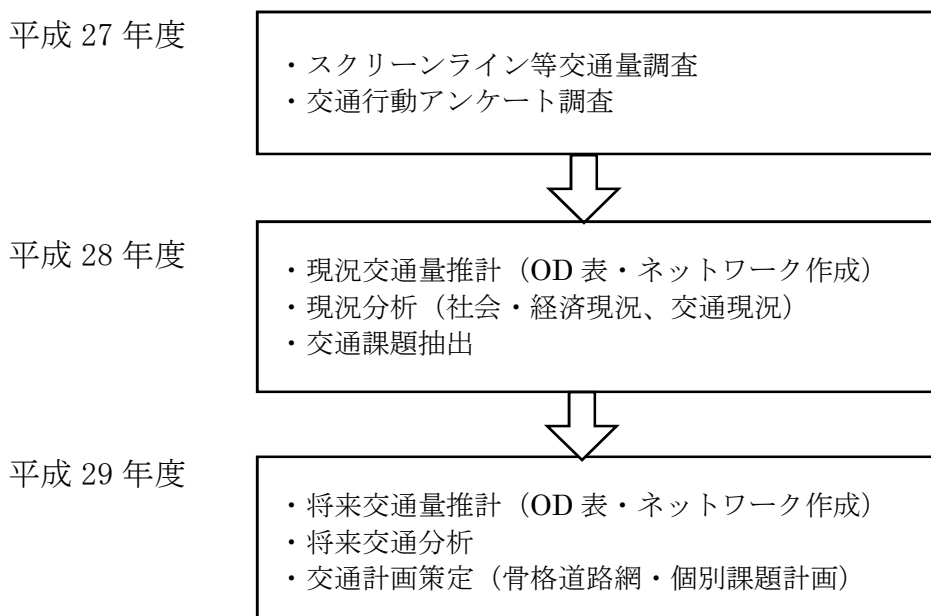 平成 27 年度
・スクリーンライン等交通量調査
・交通行動アンケート調査
平成 28 年度
・現況交通量推計（OD 表・ネットワーク作成）
・現況分析（社会・経済現況、交通現況）
・交通課題抽出
平成 29 年度
・将来交通量推計（OD 表・ネットワーク作成）
・将来交通分析
・交通計画策定（骨格道路網・個別課題計画）